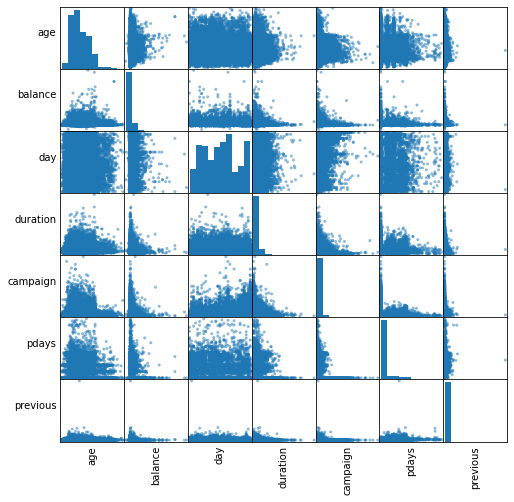 age
balance
day
duration
campaign
pdays
previous
age
balance
day
duration
campaign
pdays
previous